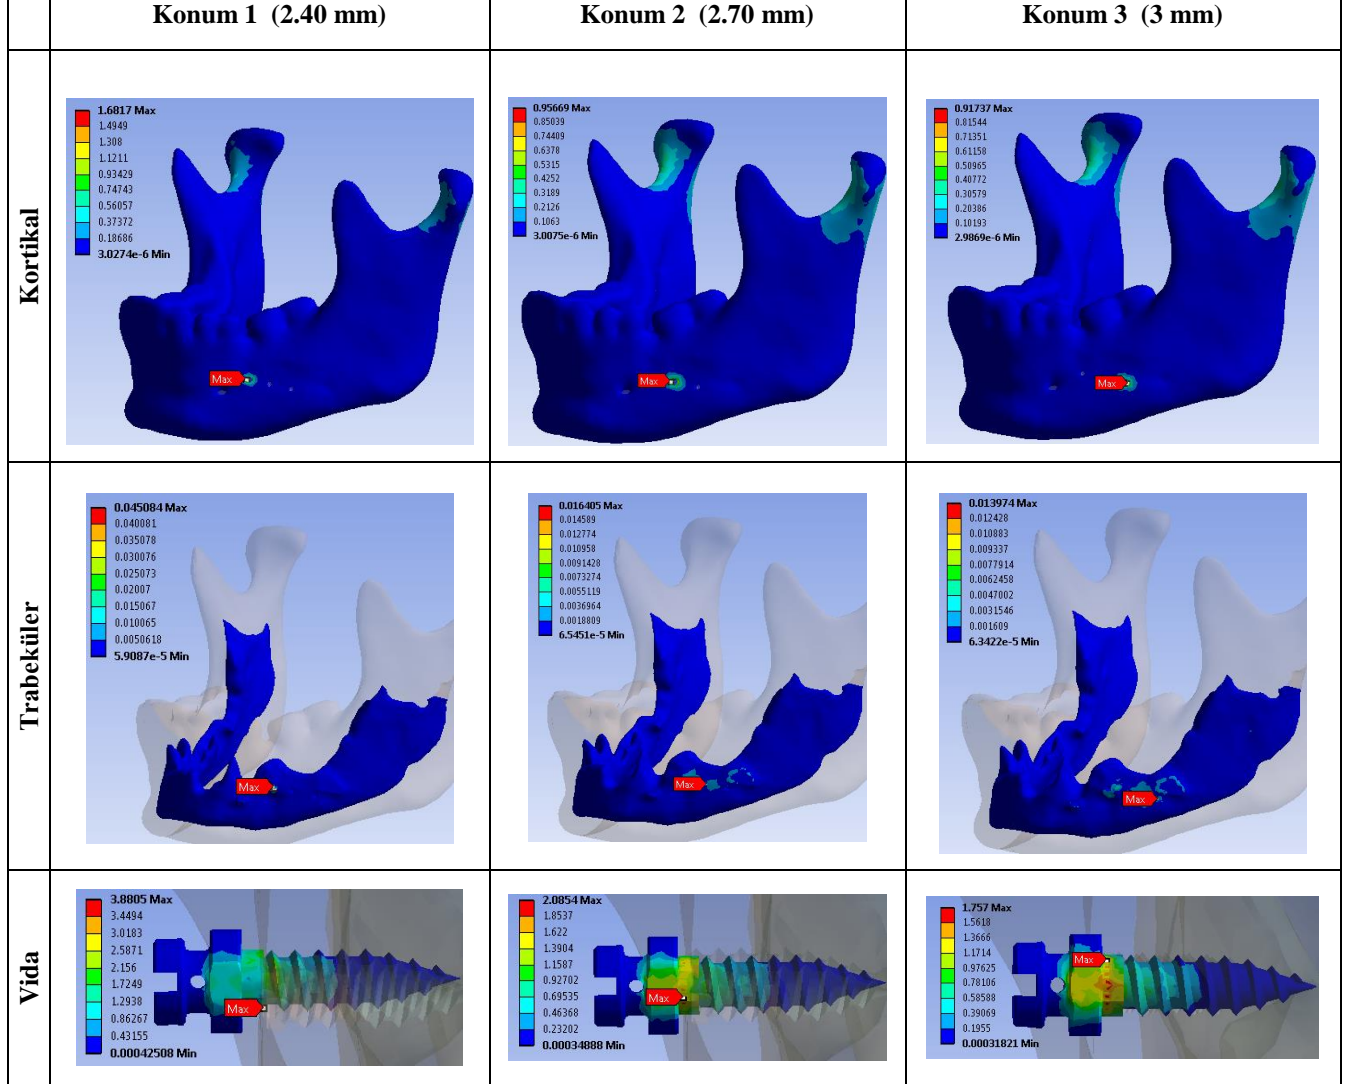 Konum 1 (2.40 mm)
Konum 2 (2.70 mm)
Konum 3 (3 mm)
Kortikal
1.6817 Max
1.4949
1.308
1.1211
0.93429
0.74743
0.56057
0.37372
0.18686
3.0274e-6 Min
Max
0.95669 Max
0.85039
0.74409
0.6378
0.5315
0.4252
0.3189
0.2126
0.1063
3.0075e-6 Min
Max
0.91737 Max
0.81544
0.71351
0.61158
0.50965
0.40772
0.30579
0.20386
0.10193
2.9869e-6 Min
Max
Trabeküler
0.045084 Max
0.040081
0.035078
0.030076
0.025073
0.02007
0.015067
0.010065
0.0050618
5.9087e-5 Min
Max
0.016405 Max
0.014589
0.012774
0.010958
0.0091428
0.0073274
0.0055119
0.0036964
0.0018809
6.5451e-5 Min
Max
0.013974 Max
0.012428
0.010883
0.009337
0.0077914
0.0062458
0.0047002
0.0031546
0.001609
6.3422e-5 Min
Max
Vida
3.8805 Max
3.4494
3.0183
2.5871
2.156
1.7249
1.2938
0.86267
0.43155
0.00042508 Min
Max
2.0854 Max
1.8537
1.622
1.3904
1.1587
0.92702
0.69535
0.46368
0.23202
0.00034888 Min
Max
1.757 Max
1.5618
1.3666
1.1714
0.97625
0.78106
0.58588
0.39069
0.1955
0.00031821 Min
Max